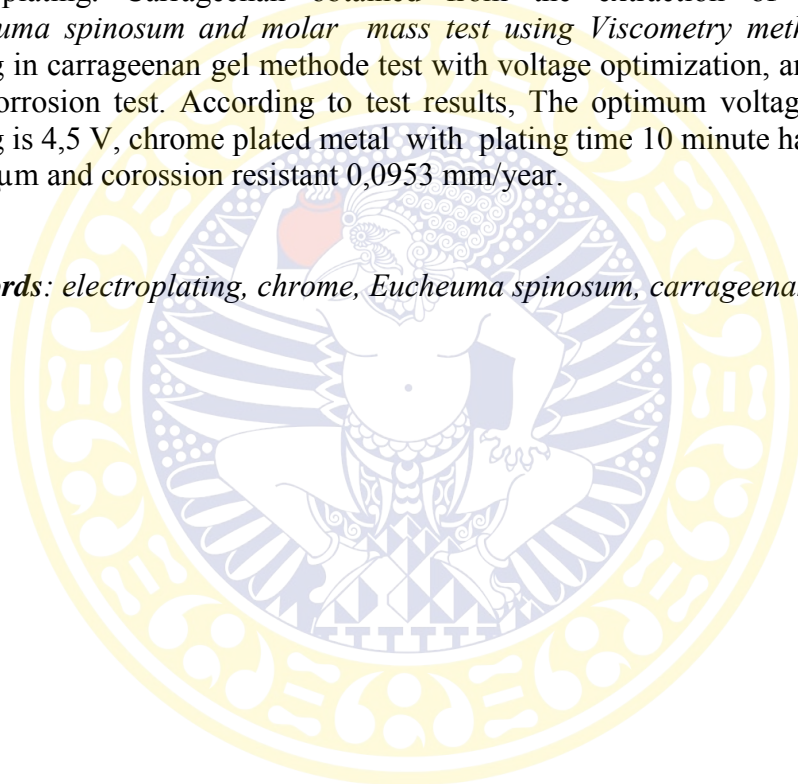 plating. Carrageenan obtained from the extraction of
uma spinosum and molar mass test using Viscometry meth
g in carrageenan gel methode test with voltage optimization, an
orrosion test. According to test results, The optimum voltag
g is 4,5 V, chrome plated metal with plating time 10 minute ha
µm and corossion resistant 0,0953 mm/year.
rds: electroplating, chrome, Eucheuma spinosum, carrageena